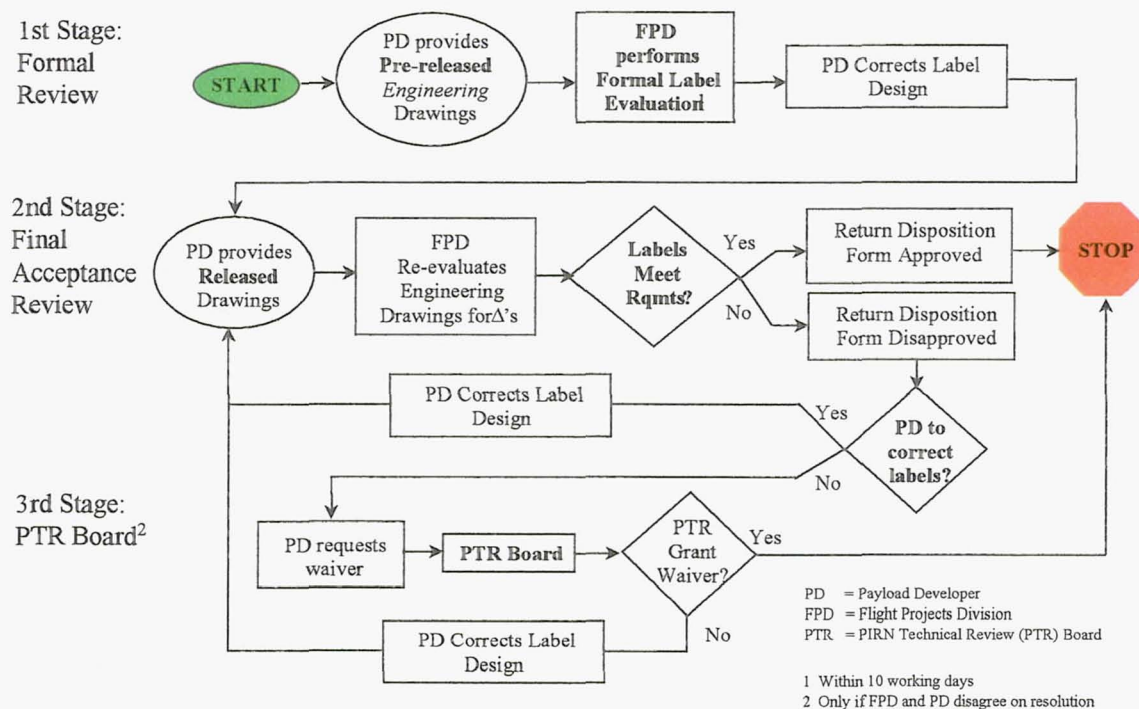 1st Stage:
Formal
Review
START
PD provides
Pre-released
Engineering
Drawings
FPD
performs
Formal Label
Evaluation
PD Corrects Label
Design
2nd Stage:
Final
Acceptance
Review
PD provides
Released
Drawings
FPD
Re-evaluates
Engineering
Drawings forΔ's
Labels
Meet
Rqmts?
Yes
No
Return Disposition
Form Approved
Return Disposition
Form Disapproved
STOP
PD Corrects Label
Design
Yes
PD to
correct
labels?
No
3rd Stage:
PTR Board²
PD requests
waiver
PTR Board
PTR
Grant
Waiver?
Yes
No
PD Corrects Label
Design
PD = Payload Developer
FPD = Flight Projects Division
PTR = PIRN Technical Review (PTR) Board
1 Within 10 working days
2 Only if FPD and PD disagree on resolution